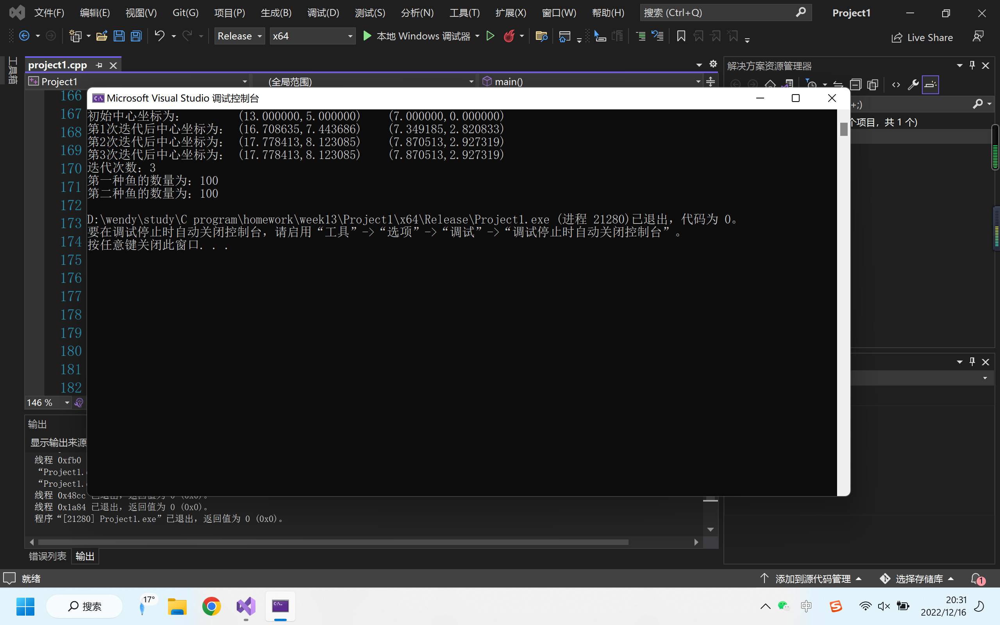 文件(F) 编辑(E) 视图(V) Git(G) 项目(P) 生成(B) 调试(D) 测试(S) 分析(N) 工具(T) 扩展(X) 窗口(W) 帮助(H) 搜索 (Ctrl+Q) Project1
Release x64 本地 Windows 调试器 Live Share
工具箱
project1.cpp
解决方案资源管理器
Project1 (全局范围) main()
Microsoft Visual Studio 调试控制台
+;)
个项目，共 1 个)
初始中心坐标为： (13.000000,5.000000) (7.000000,0.000000)
第1次迭代后中心坐标为： (16.708635,7.443686) (7.349185,2.820833)
第2次迭代后中心坐标为： (17.778413,8.123085) (7.870513,2.927319)
第3次迭代后中心坐标为： (17.778413,8.123085) (7.870513,2.927319)
迭代次数：3
第一种鱼的数量为：100
第二种鱼的数量为：100
D:\wendy\study\C program\homework\week13\Project1\x64\Release\Project1.exe (进程 21280)已退出，代码为 0。
要在调试停止时自动关闭控制台，请启用“工具”->“选项”->“调试”->“调试停止时自动关闭控制台”。
按任意键关闭此窗口. . .
166
167
168
169
170
171
172
173
174
175
176
177
178
179
180
181
182
146 %
输出
显示输出来源
线程 0xfb0
“Project1.
“Project1.
线程 0x48cc 已退出，返回值为 0 (0x0)。
线程 0x1a84 已退出，返回值为 0 (0x0)。
程序“[21280] Project1.exe”已退出，返回值为 0 (0x0)。
错误列表 输出
就绪 添加到源代码管理 选择存储库 1
17° 搜索 中 20:31
2022/12/16